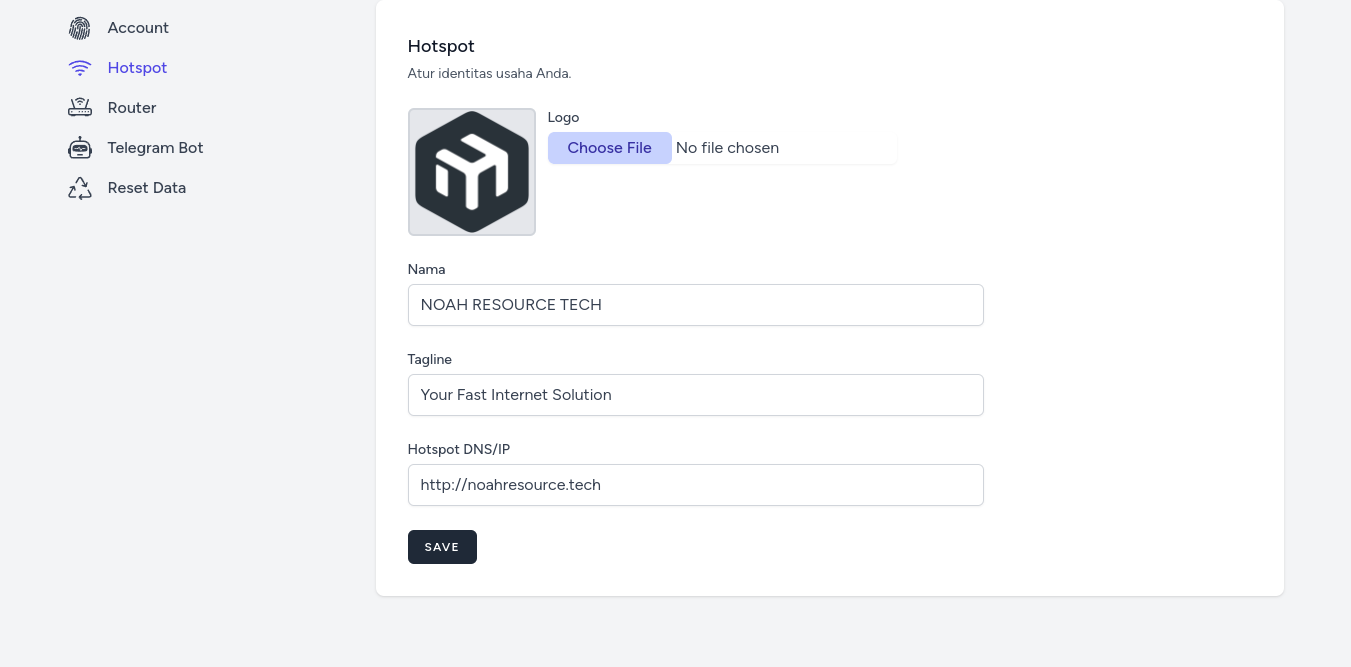 Account
Hotspot
Router
Telegram Bot
Reset Data
Hotspot
Atur identitas usaha Anda.
Logo
Choose File No file chosen
Nama
NOAH RESOURCE TECH
Tagline
Your Fast Internet Solution
Hotspot DNS/IP
http://noahresource.tech
SAVE